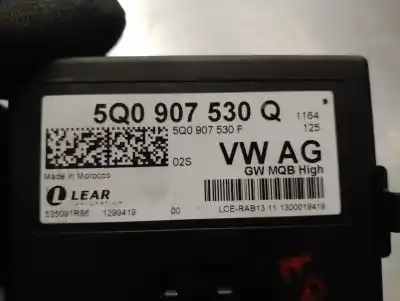 5Q0 907 530 Q 1164
5Q0 907 530 F 125
02S VW AG
GW MQB High
Made in Morocco
LEAR
CORPORATION
535091R86 1299419 00 LCE-RAB13 11 1300019419